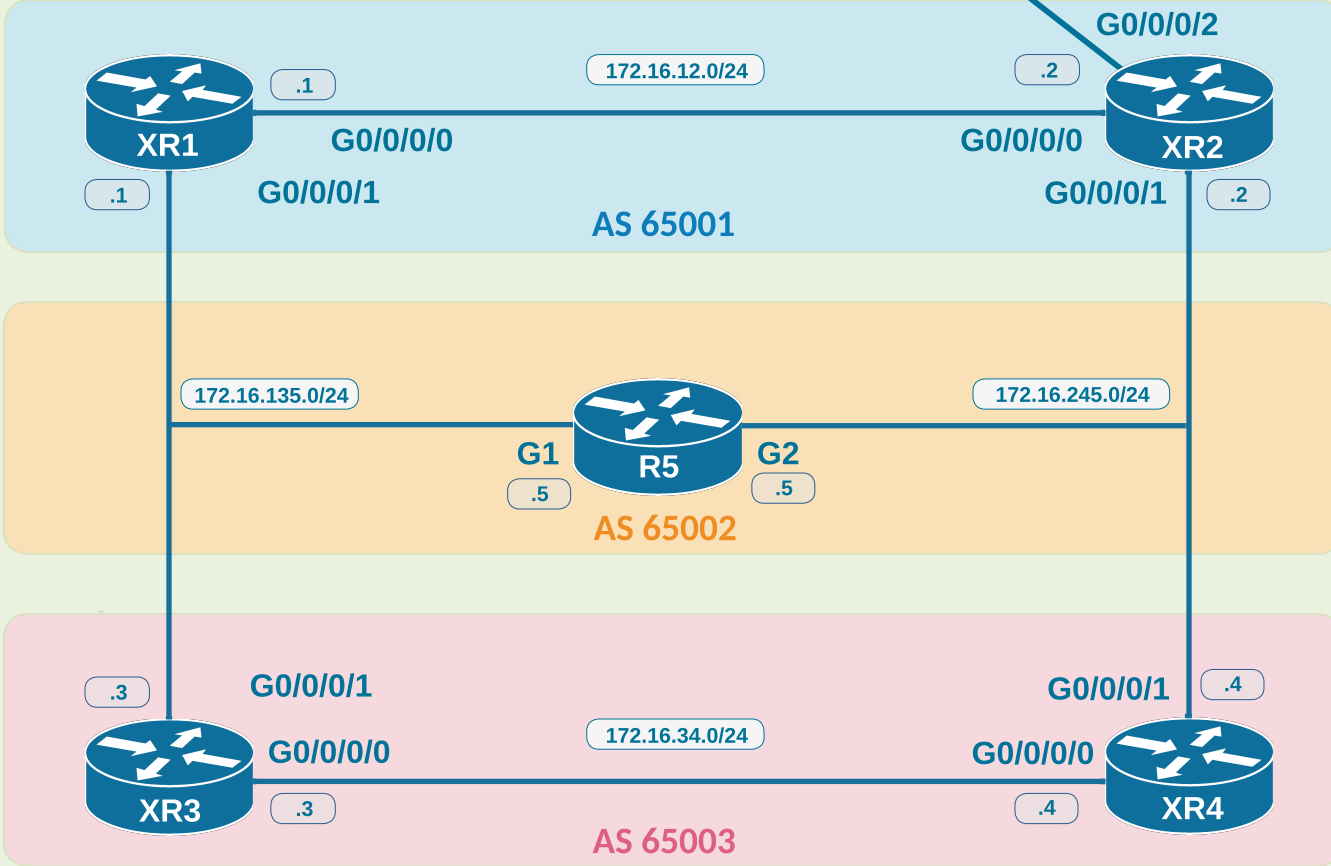 G0/0/0/2
172.16.12.0/24
.2
.1
XR1
G0/0/0/0
G0/0/0/0
XR2
.1
G0/0/0/1
G0/0/0/1
.2
AS 65001
172.16.135.0/24
172.16.245.0/24
G1
R5
G2
.5
.5
AS 65002
.3
G0/0/0/1
G0/0/0/1
.4
172.16.34.0/24
G0/0/0/0
G0/0/0/0
XR3
.3
.4
XR4
AS 65003